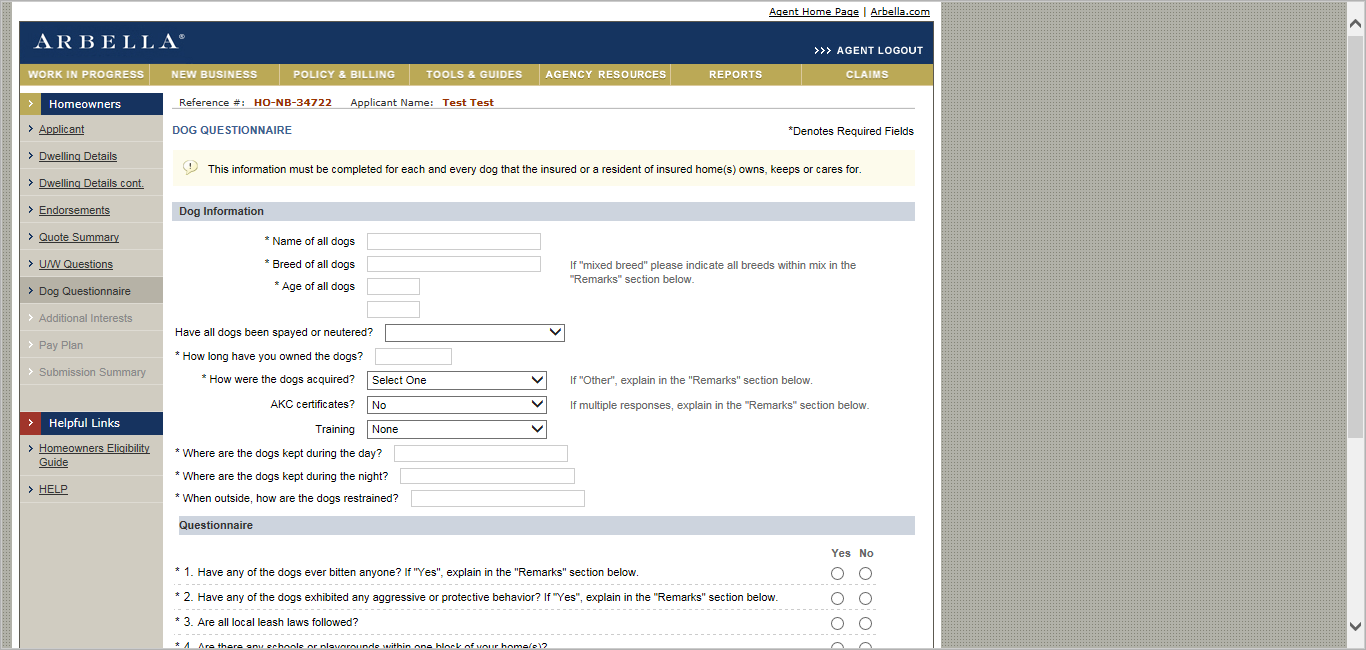 Agent Home Page | Arbella.com
ARBELLA®
>>> AGENT LOGOUT
WORK IN PROGRESS NEW BUSINESS POLICY & BILLING TOOLS & GUIDES AGENCY RESOURCES REPORTS CLAIMS
Homeowners
Applicant
Dwelling Details
Dwelling Details cont.
Endorsements
Quote Summary
U/W Questions
Dog Questionnaire
Additional Interests
Pay Plan
Submission Summary
Helpful Links
Homeowners Eligibility
Guide
HELP
Reference #: HO-NB-34722 Applicant Name: Test Test
DOG QUESTIONNAIRE
*Denotes Required Fields
This information must be completed for each and every dog that the insured or a resident of insured home(s) owns, keeps or cares for.
Dog Information
* Name of all dogs
* Breed of all dogs
If "mixed breed" please indicate all breeds within mix in the
"Remarks" section below.
* Age of all dogs
Have all dogs been spayed or neutered?
* How long have you owned the dogs?
* How were the dogs acquired? Select One If "Other", explain in the "Remarks" section below.
AKC certificates? No If multiple responses, explain in the "Remarks" section below.
Training None
* Where are the dogs kept during the day?
* Where are the dogs kept during the night?
* When outside, how are the dogs restrained?
Questionnaire
Yes No
* 1. Have any of the dogs ever bitten anyone? If "Yes", explain in the "Remarks" section below.
* 2. Have any of the dogs exhibited any aggressive or protective behavior? If "Yes", explain in the "Remarks" section below.
* 3. Are all local leash laws followed?
* 4. Are there any schools or playgrounds within one block of your home(s)?